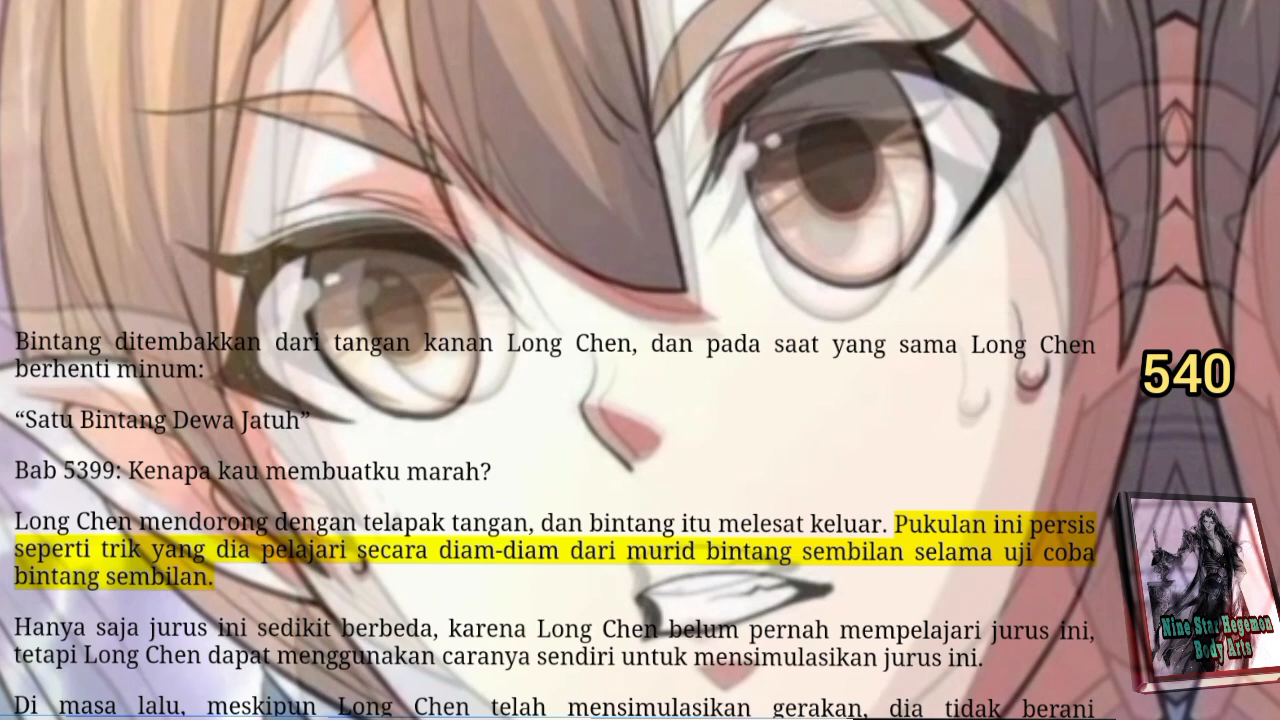 Bintang ditembakkan dari tangan kanan Long Chen, dan pada saat yang sama Long Chen
berhenti minum:
“Satu Bintang Dewa Jatuh”
Bab 5399: Kenapa kau membuatku marah?
Long Chen mendorong dengan telapak tangan, dan bintang itu melesat keluar. Pukulan ini persis
seperti trik yang dia pelajari secara diam-diam dari murid bintang sembilan selama uji coba
bintang sembilan.
Hanya saja jurus ini sedikit berbeda, karena Long Chen belum pernah mempelajari jurus ini,
tetapi Long Chen dapat menggunakan caranya sendiri untuk mensimulasikan jurus ini.
Di masa lalu, meskipun Long Chen telah mensimulasikan gerakan, dia tidak berani
540
Nine Star Hegemon
Body Arts